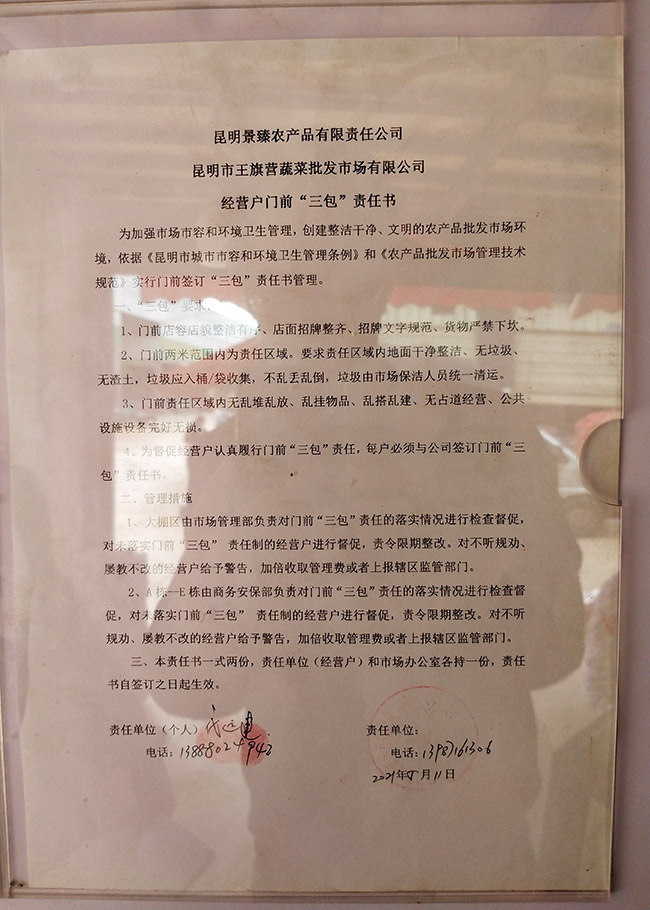 昆明景臻农产品有限责任公司
昆明市王旗营蔬菜批发市场有限公司
经营户门前“三包”责任书
为加强市场市容和环境卫生管理，创建整洁干净、文明的农产品批发市场环
境，依据《昆明市城市市容和环境卫生管理条例》和《农产品批发市场管理技术
规范》实行门前签订“三包”责任书管理。
一、“三包”要求：
1、门前店容店貌整洁有序、店面招牌整齐、招牌文字规范、货物严禁下坎。
2、门前两米范围内为责任区域。要求责任区域内地面干净整洁、无垃圾、
无渣土，垃圾应入桶/袋收集，不乱丢乱倒，垃圾由市场保洁人员统一清运。
3、门前责任区域内无乱堆乱放、乱挂物品、乱搭乱建、无占道经营、公共
设施设备完好无损。
4、为督促经营户认真履行门前“三包”责任，每户必须与公司签订门前“三
包”责任书。
二、管理措施
1、大棚区由市场管理部负责对门前“三包”责任的落实情况进行检查督促，
对未落实门前“三包” 责任制的经营户进行督促，责令限期整改。对不听规劝、
屡教不改的经营户给予警告，加倍收取管理费或者上报辖区监管部门。
2、A栋--E栋由商务安保部负责对门前“三包”责任的落实情况进行检查督
促，对未落实门前“三包” 责任制的经营户进行督促，责令限期整改。对不听
规劝、屡教不改的经营户给予警告，加倍收取管理费或者上报辖区监管部门。
三、本责任书一式两份，责任单位（经营户）和市场办公室各持一份，责任
书自签订之日起生效。
责任单位（个人）
责任单位：
电话：13888024942
电话：13987161306
2021年5月11日